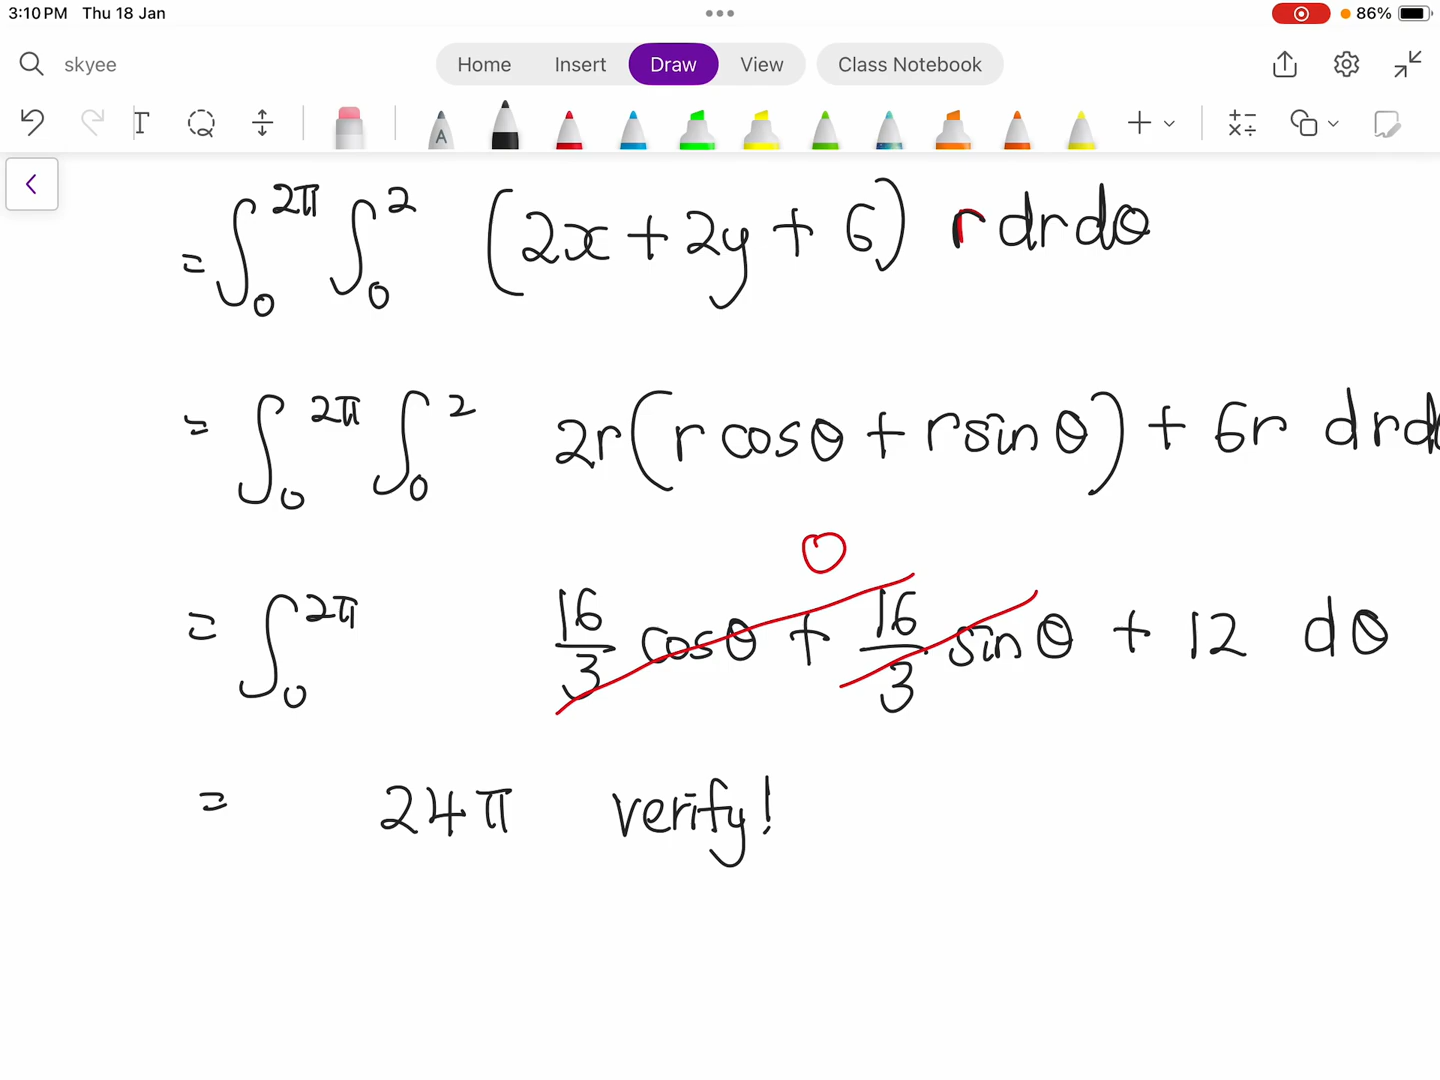 3:10 PM Thu 18 Jan 86%
skyee Home Insert Draw View Class Notebook
T A
= ∫₀^2π ∫₀^2 (2x + 2y + 6) r dr dθ
= ∫₀^2π ∫₀^2 2r(r cosθ + r sinθ) + 6r dr d
0
= ∫₀^2π 16/3 cosθ + 16/3 sinθ + 12 dθ
= 24π verify!